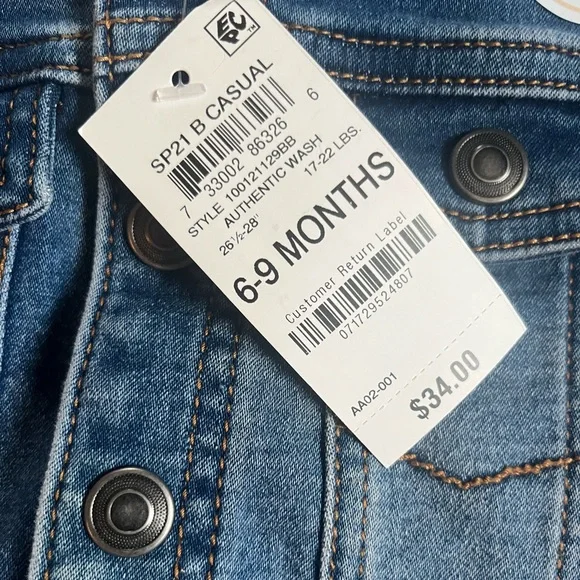 EPC™
SP21 B CASUAL
7 33002 86326 6
STYLE 100121129BB
AUTHENTIC WASH
26½-28" 17-22 LBS.
6-9 MONTHS
Customer Return Label
071729524807
AA02-001
$34.00